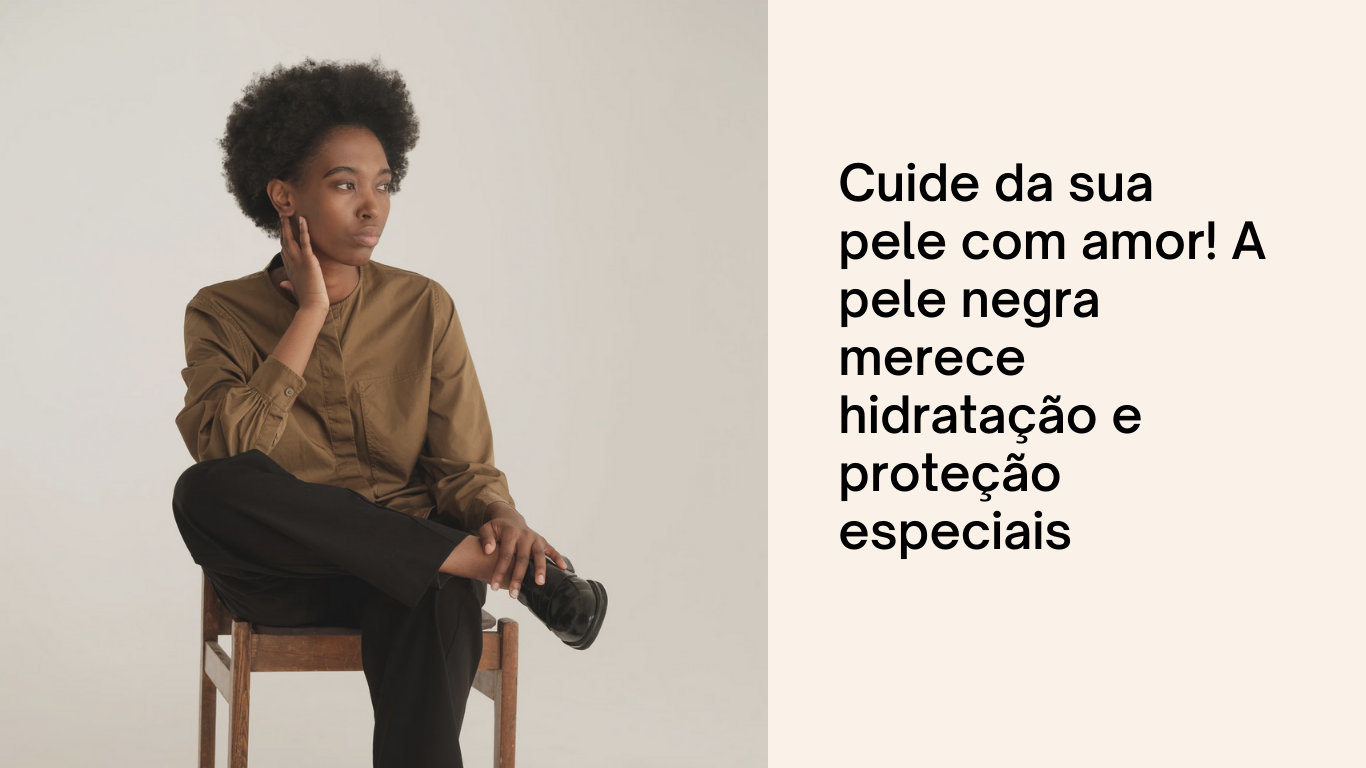 Cuide da sua
pele com amor! A
pele negra
merece
hidratação e
proteção
especiais